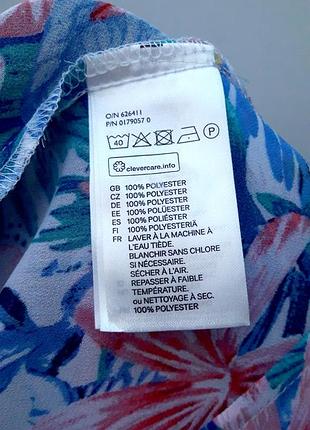 O/N 626411
P/N 0179057 0
40 P
clevercare.info
GB 100% POLYESTER
CZ 100% POLYESTER
DE 100% POLYESTER
EE 100% POLÜESTER
ES 100% POLIÉSTER
FI 100% POLYESTERIÄ
FR LAVER À LA MACHINE À
L'EAU TIÈDE.
BLANCHIR SANS CHLORE
SI NÉCESSAIRE.
SÉCHER À L'AIR.
REPASSER À FAIBLE
TEMPÉRATURE.
ou NETTOYAGE À SEC.
100% POLYESTER